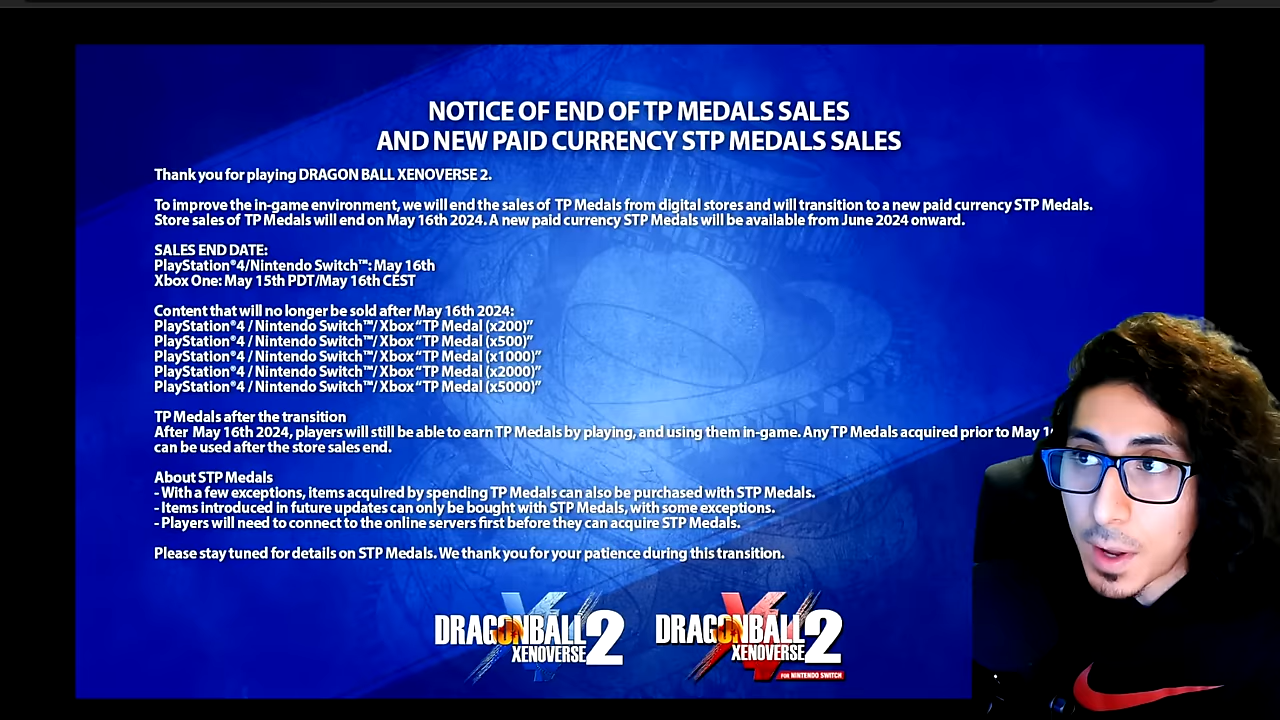 NOTICE OF END OF TP MEDALS SALES
AND NEW PAID CURRENCY STP MEDALS SALES
Thank you for playing DRAGON BALL XENOVERSE 2.
To improve the in-game environment, we will end the sales of TP Medals from digital stores and will transition to a new paid currency STP Medals.
Store sales of TP Medals will end on May 16th 2024. A new paid currency STP Medals will be available from June 2024 onward.
SALES END DATE:
PlayStation®4/Nintendo Switch™: May 16th
Xbox One: May 15th PDT/May 16th CEST
Content that will no longer be sold after May 16th 2024:
PlayStation®4 / Nintendo Switch™/ Xbox “TP Medal (x200)”
PlayStation®4 / Nintendo Switch™/ Xbox “TP Medal (x500)”
PlayStation®4 / Nintendo Switch™/ Xbox “TP Medal (x1000)”
PlayStation®4 / Nintendo Switch™/ Xbox “TP Medal (x2000)”
PlayStation®4 / Nintendo Switch™/ Xbox “TP Medal (x5000)”
TP Medals after the transition
After May 16th 2024, players will still be able to earn TP Medals by playing, and using them in-game. Any TP Medals acquired prior to May
can be used after the store sales end.
About STP Medals
- With a few exceptions, items acquired by spending TP Medals can also be purchased with STP Medals.
- Items introduced in future updates can only be bought with STP Medals, with some exceptions.
- Players will need to connect to the online servers first before they can acquire STP Medals.
Please stay tuned for details on STP Medals. We thank you for your patience during this transition.
DRAGONBALL XENOVERSE 2
DRAGONBALL XENOVERSE 2
FOR NINTENDO SWITCH